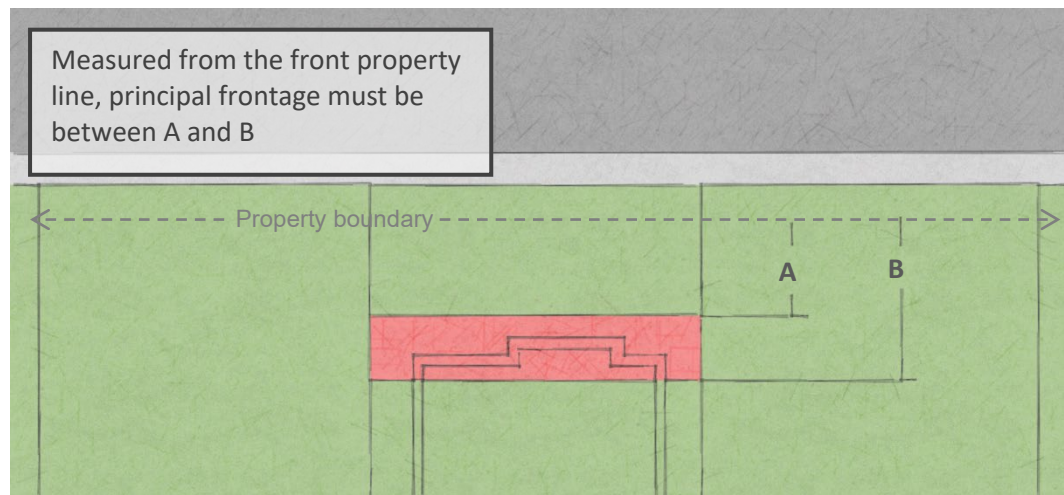 Measured from the front property
line, principal frontage must be
between A and B
Property boundary
A
B